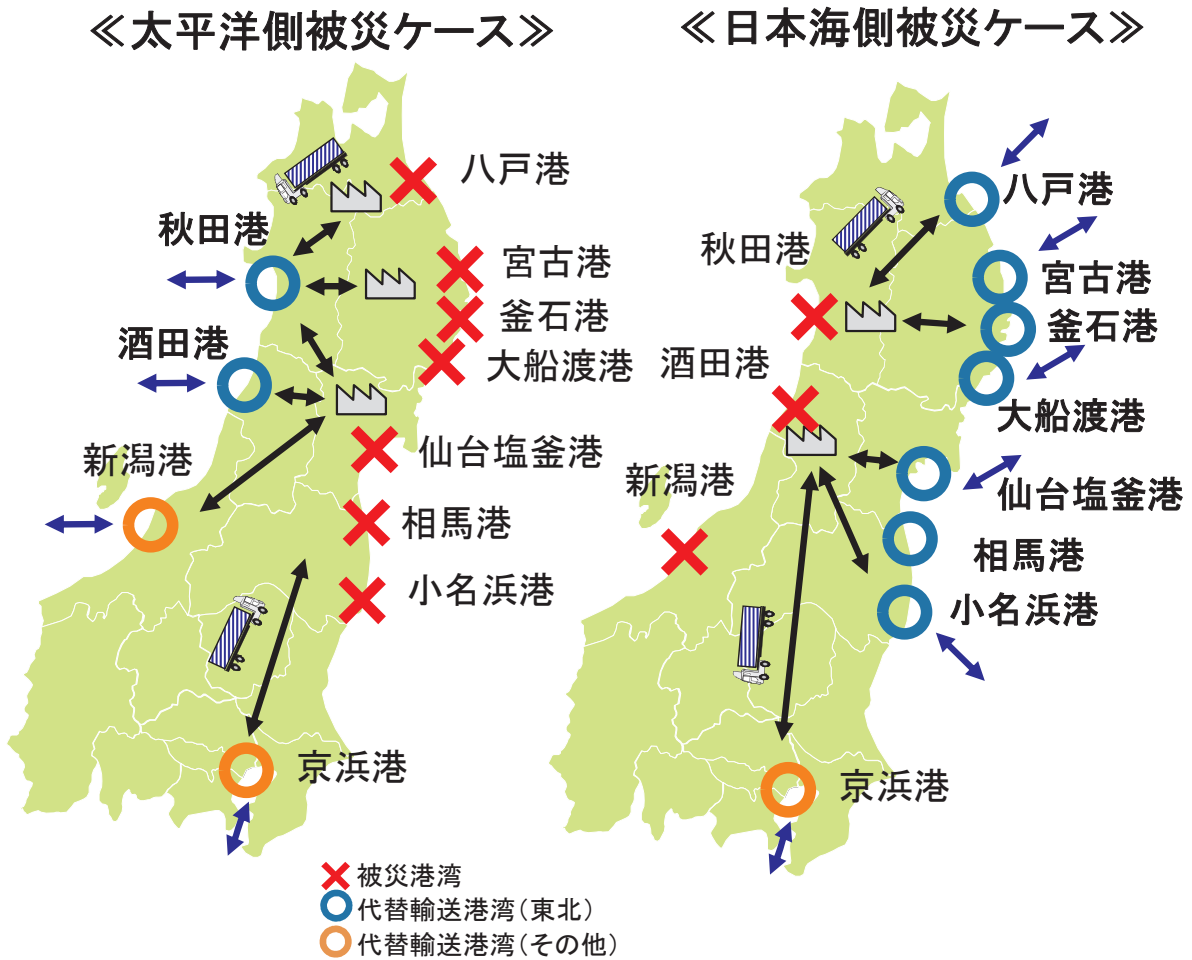 ≪太平洋側被災ケース≫
八戸港
秋田港
宮古港
釜石港
酒田港
大船渡港
新潟港
仙台塩釜港
相馬港
小名浜港
京浜港
≪日本海側被災ケース≫
八戸港
秋田港
宮古港
釜石港
酒田港
大船渡港
新潟港
仙台塩釜港
相馬港
小名浜港
京浜港
被災港湾
代替輸送港湾（東北）
代替輸送港湾（その他）